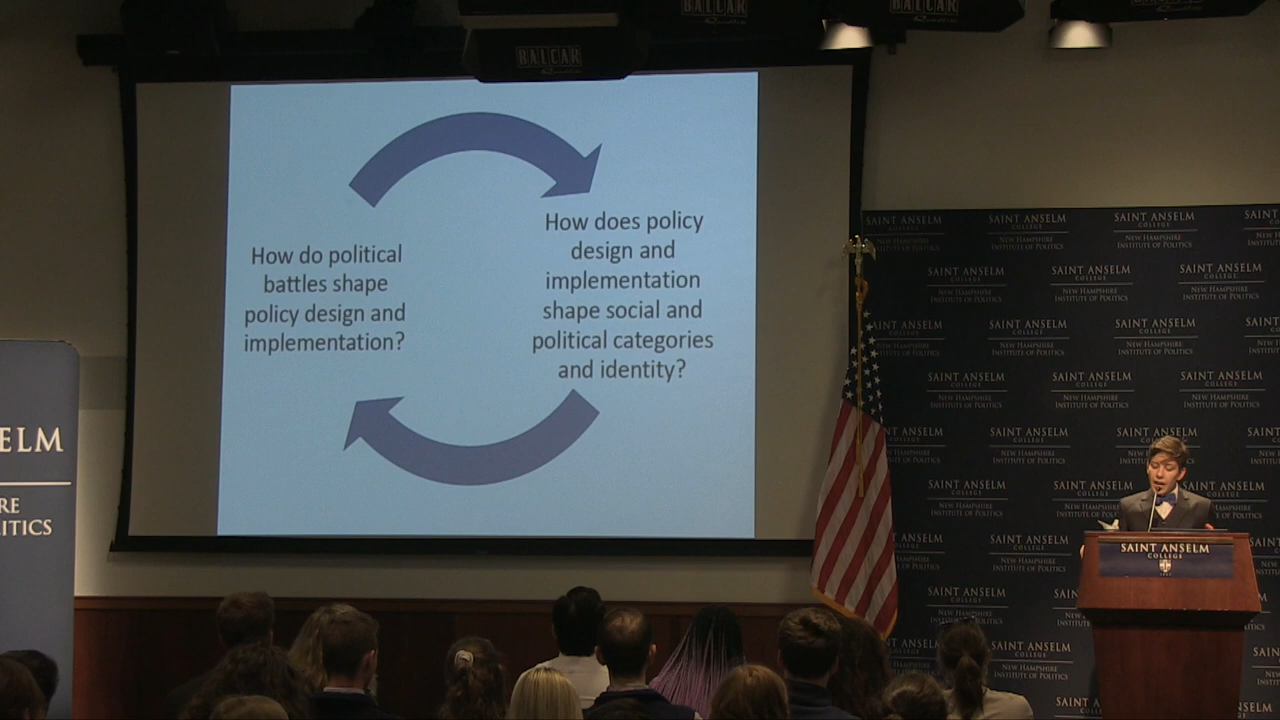 BALCAR
BALCAR
BALCAR
How do political
battles shape
policy design and
implementation?
How does policy
design and
implementation
shape social and
political categories
and identity?
ELM
RE
ITICS
SAINT ANSELM
COLLEGE
NEW HAMPSHIRE
INSTITUTE OF POLITICS
SAINT ANSELM
COLLEGE